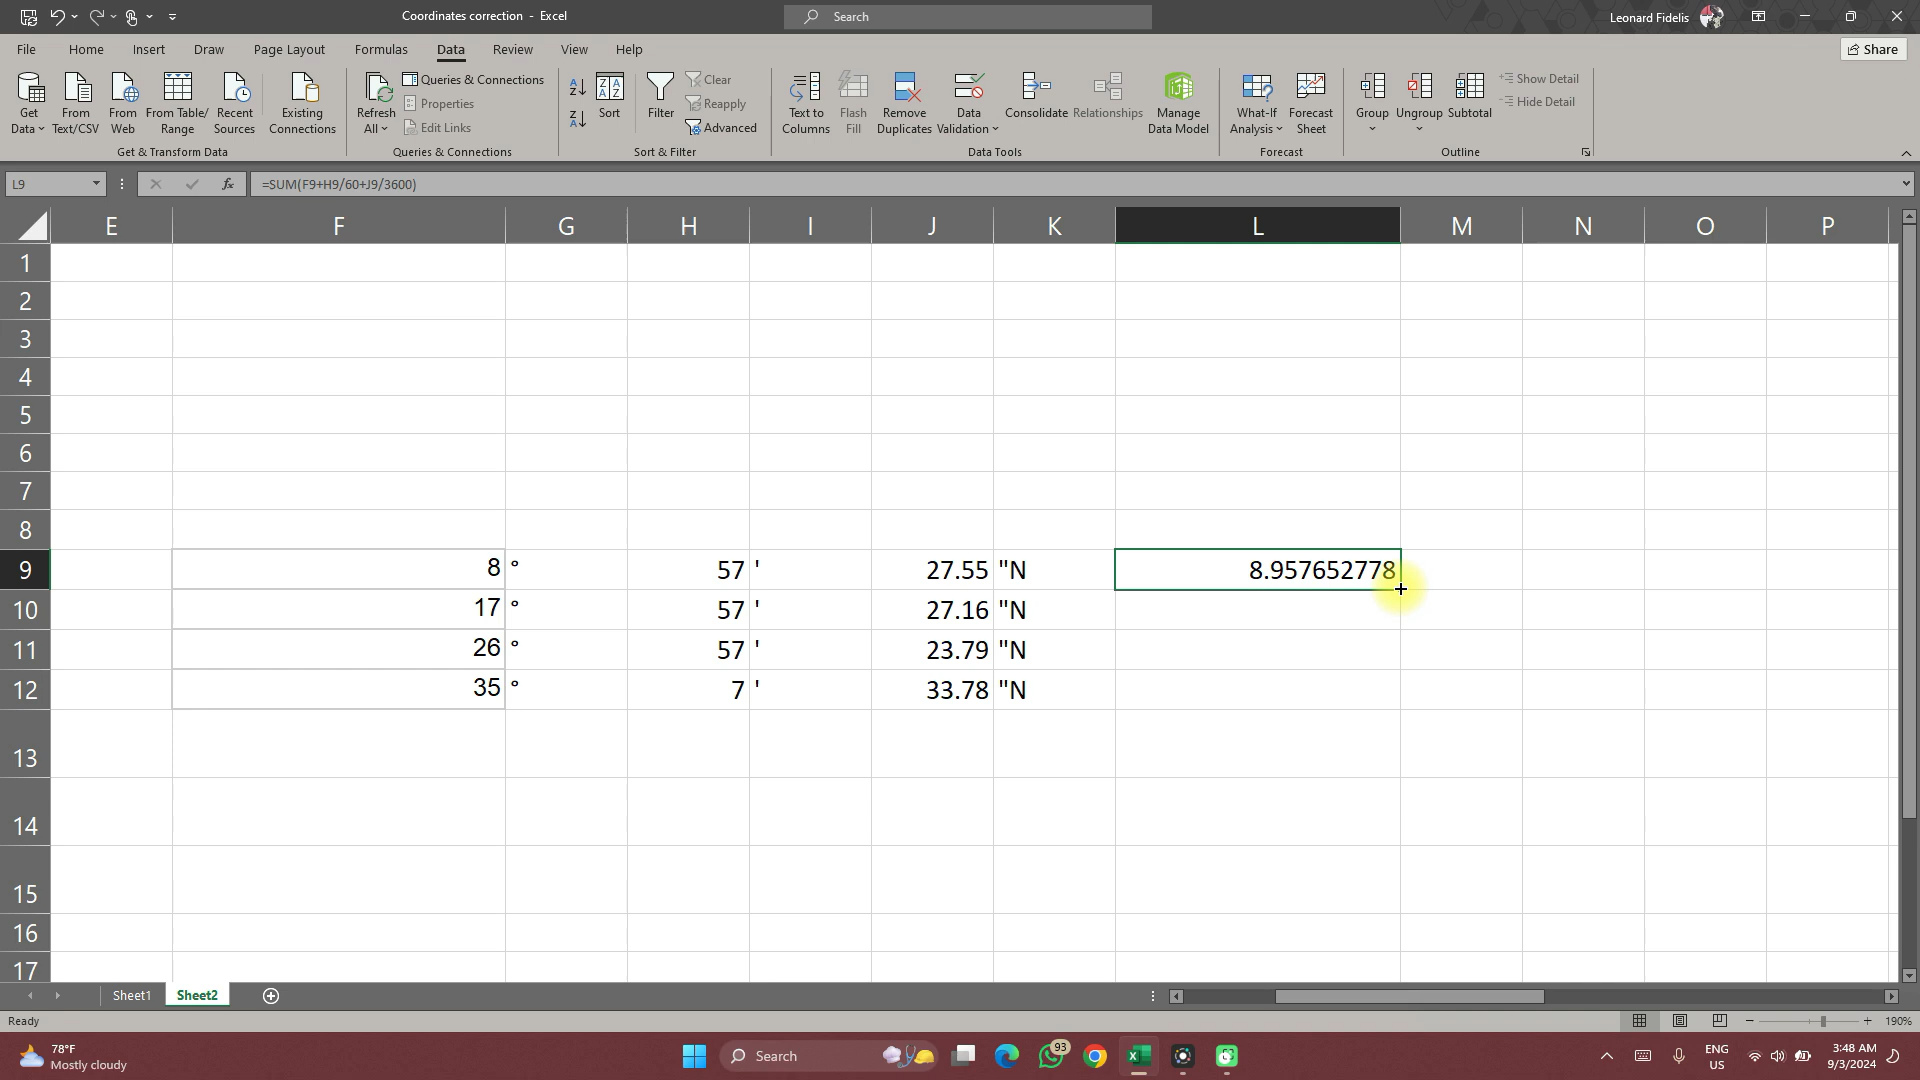 Coordinates correction - Excel
Search
Leonard Fidelis
File Home Insert Draw Page Layout Formulas Data Review View Help
Share
Get Data
From Text/CSV
From Web
From Table/ Range
Recent Sources
Existing Connections
Get & Transform Data
Refresh All
Queries & Connections
Properties
Edit Links
Queries & Connections
Sort
Filter
Clear
Reapply
Advanced
Sort & Filter
Text to Columns
Flash Fill
Remove Duplicates
Data Validation
Consolidate
Relationships
Manage Data Model
Data Tools
What-If Analysis
Forecast Sheet
Forecast
Group
Ungroup
Subtotal
Show Detail
Hide Detail
Outline
L9 fx =SUM(F9+H9/60+J9/3600)
E F G H I J K L M N O P
1
2
3
4
5
6
7
8
9 8 ° 57 ' 27.55 "N 8.957652778
10 17 ° 57 ' 27.16 "N
11 26 ° 57 ' 23.79 "N
12 35 ° 7 ' 33.78 "N
13
14
15
16
17
Sheet1 Sheet2
Ready
190%
78°F
Mostly cloudy
Search
93
ENG
US
3:48 AM
9/3/2024